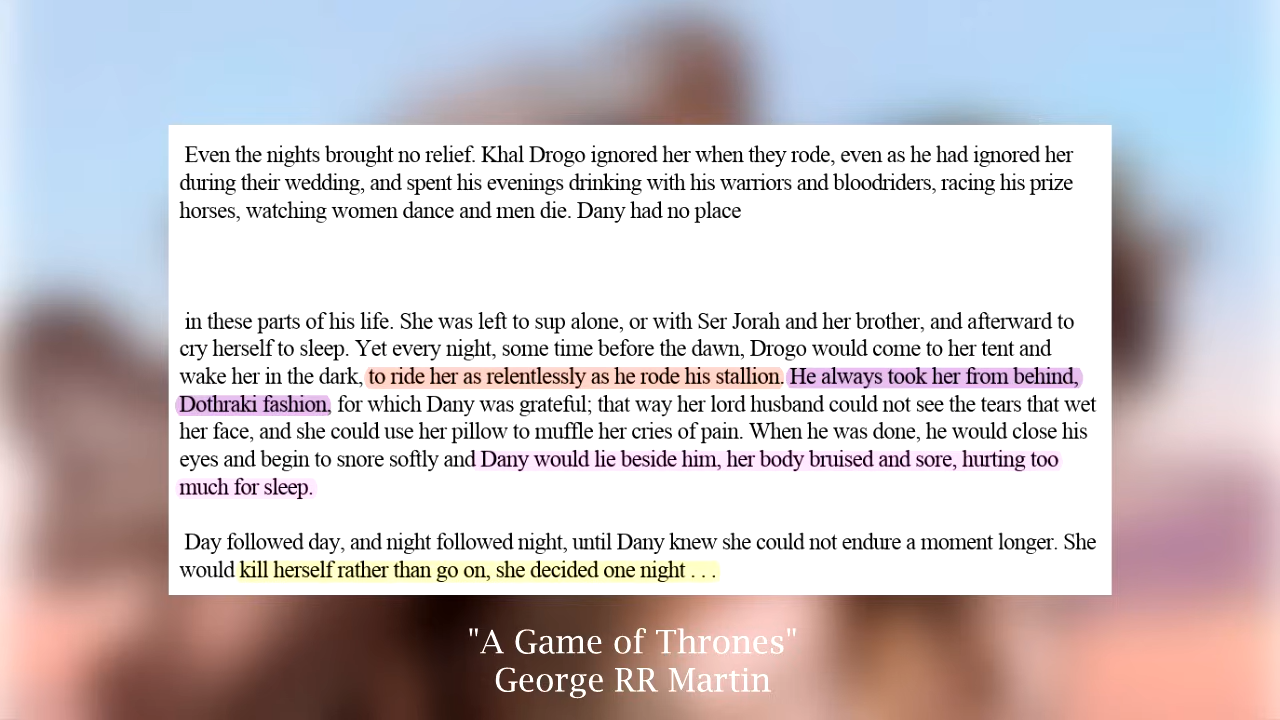 Even the nights brought no relief. Khal Drogo ignored her when they rode, even as he had ignored her
during their wedding, and spent his evenings drinking with his warriors and bloodriders, racing his prize
horses, watching women dance and men die. Dany had no place
in these parts of his life. She was left to sup alone, or with Ser Jorah and her brother, and afterward to
cry herself to sleep. Yet every night, some time before the dawn, Drogo would come to her tent and
wake her in the dark, to ride her as relentlessly as he rode his stallion. He always took her from behind,
Dothraki fashion, for which Dany was grateful; that way her lord husband could not see the tears that wet
her face, and she could use her pillow to muffle her cries of pain. When he was done, he would close his
eyes and begin to snore softly and Dany would lie beside him, her body bruised and sore, hurting too
much for sleep.
Day followed day, and night followed night, until Dany knew she could not endure a moment longer. She
would kill herself rather than go on, she decided one night . . .
"A Game of Thrones"
George RR Martin